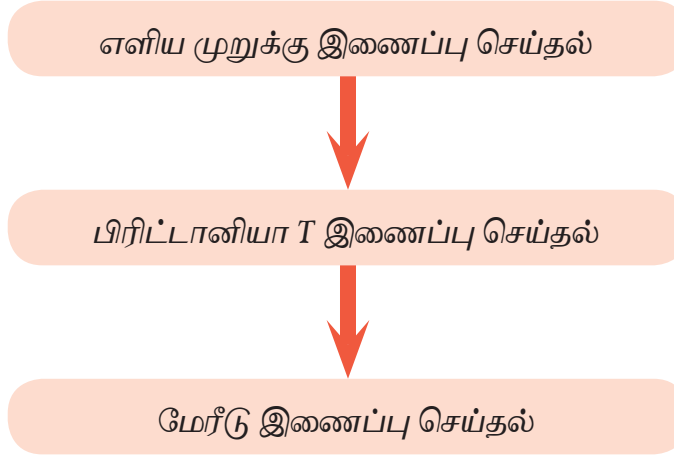 எளிய முறுக்கு இணைப்பு செய்தல்
பிரிட்டானியா T இணைப்பு செய்தல்
மேரீடு இணைப்பு செய்தல்